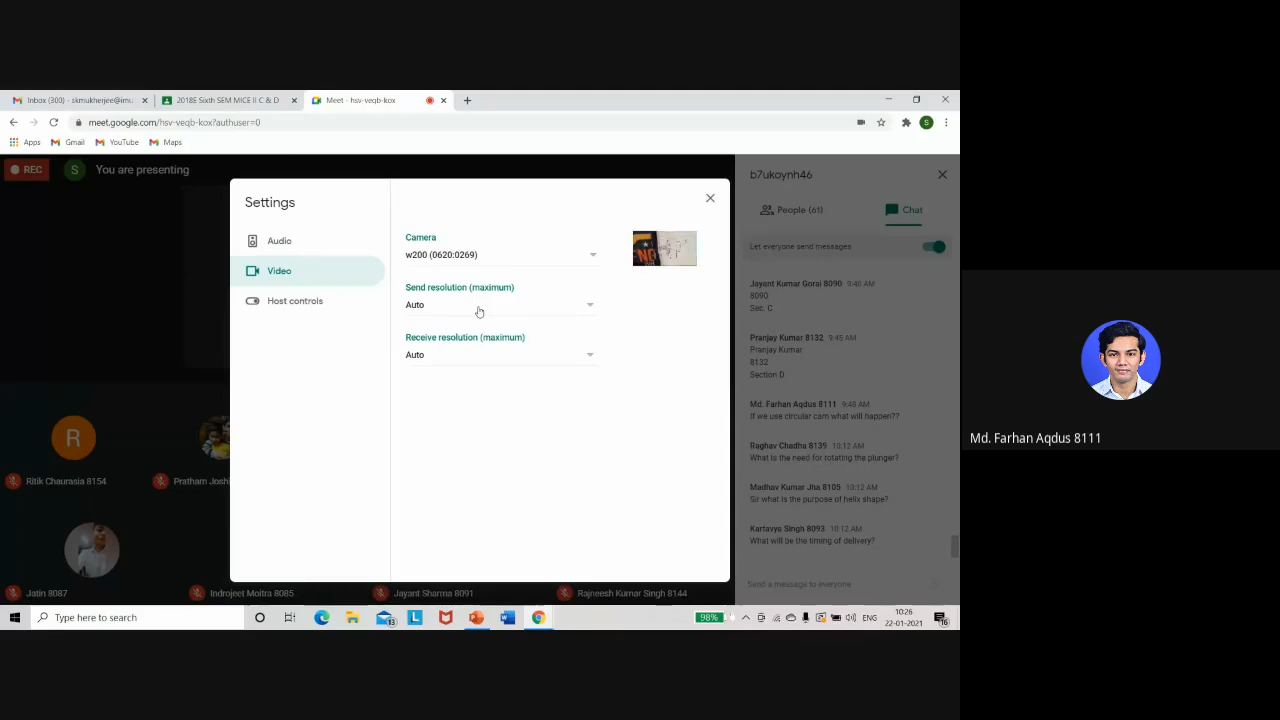 Inbox (300) - skmukherjee@imu
2018E Sixth SEM MICE II C & D
Meet - hsv-veqb-kox
meet.google.com/hsv-veqb-kox?authuser=0
Apps
Gmail
YouTube
Maps
REC
S
You are presenting
b7ukoynh46
People (61)
Chat
Let everyone send messages
Settings
Audio
Video
Host controls
Camera
w200 (0620:0269)
Send resolution (maximum)
Auto
Receive resolution (maximum)
Auto
Jayant Kumar Gorai 8090 9:40 AM
8090
Sec. C
Pranjay Kumar 8132 9:45 AM
Pranjay Kumar
8132
Section D
Md. Farhan Aqdus 8111 9:48 AM
If we use circular cam what will happen??
Raghav Chadha 8139 10:12 AM
What is the need for rotating the plunger?
Madhav Kumar Jha 8105 10:12 AM
Sir what is the purpose of helix shape?
Kartavya Singh 8093 10:12 AM
What will be the timing of delivery?
Send a message to everyone
R
Ritik Chaurasia 8154
Pratham Joshi
Jatin 8087
Indrojeet Moitra 8085
Jayant Sharma 8091
Rajneesh Kumar Singh 8144
Md. Farhan Aqdus 8111
Type here to search
13
98%
ENG
10:26
22-01-2021
16